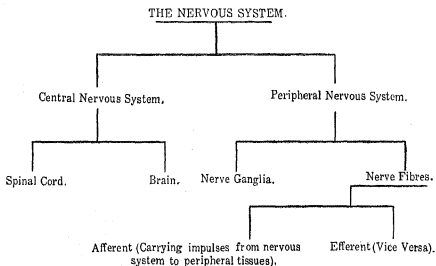 THE NERVOUS SYSTEM.
Central Nervous System.
Peripheral Nervous System.
Spinal Cord.
Brain.
Nerve Ganglia.
Nerve Fibres.
Afferent (Carrying impulses from nervous
system to peripheral tissues).
Efferent (Vice Versa).